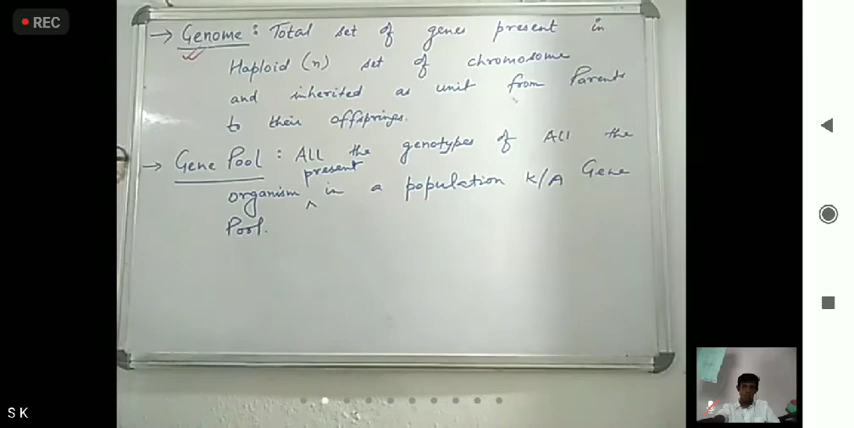 REC
→ Genome : Total set of genes present in
Haploid (n) set of chromosome
and inherited as unit from Parents
to their offsprings.
→ Gene Pool : All the genotypes of All the
present
organism ^ in a population K/A Gene
Pool.
S K